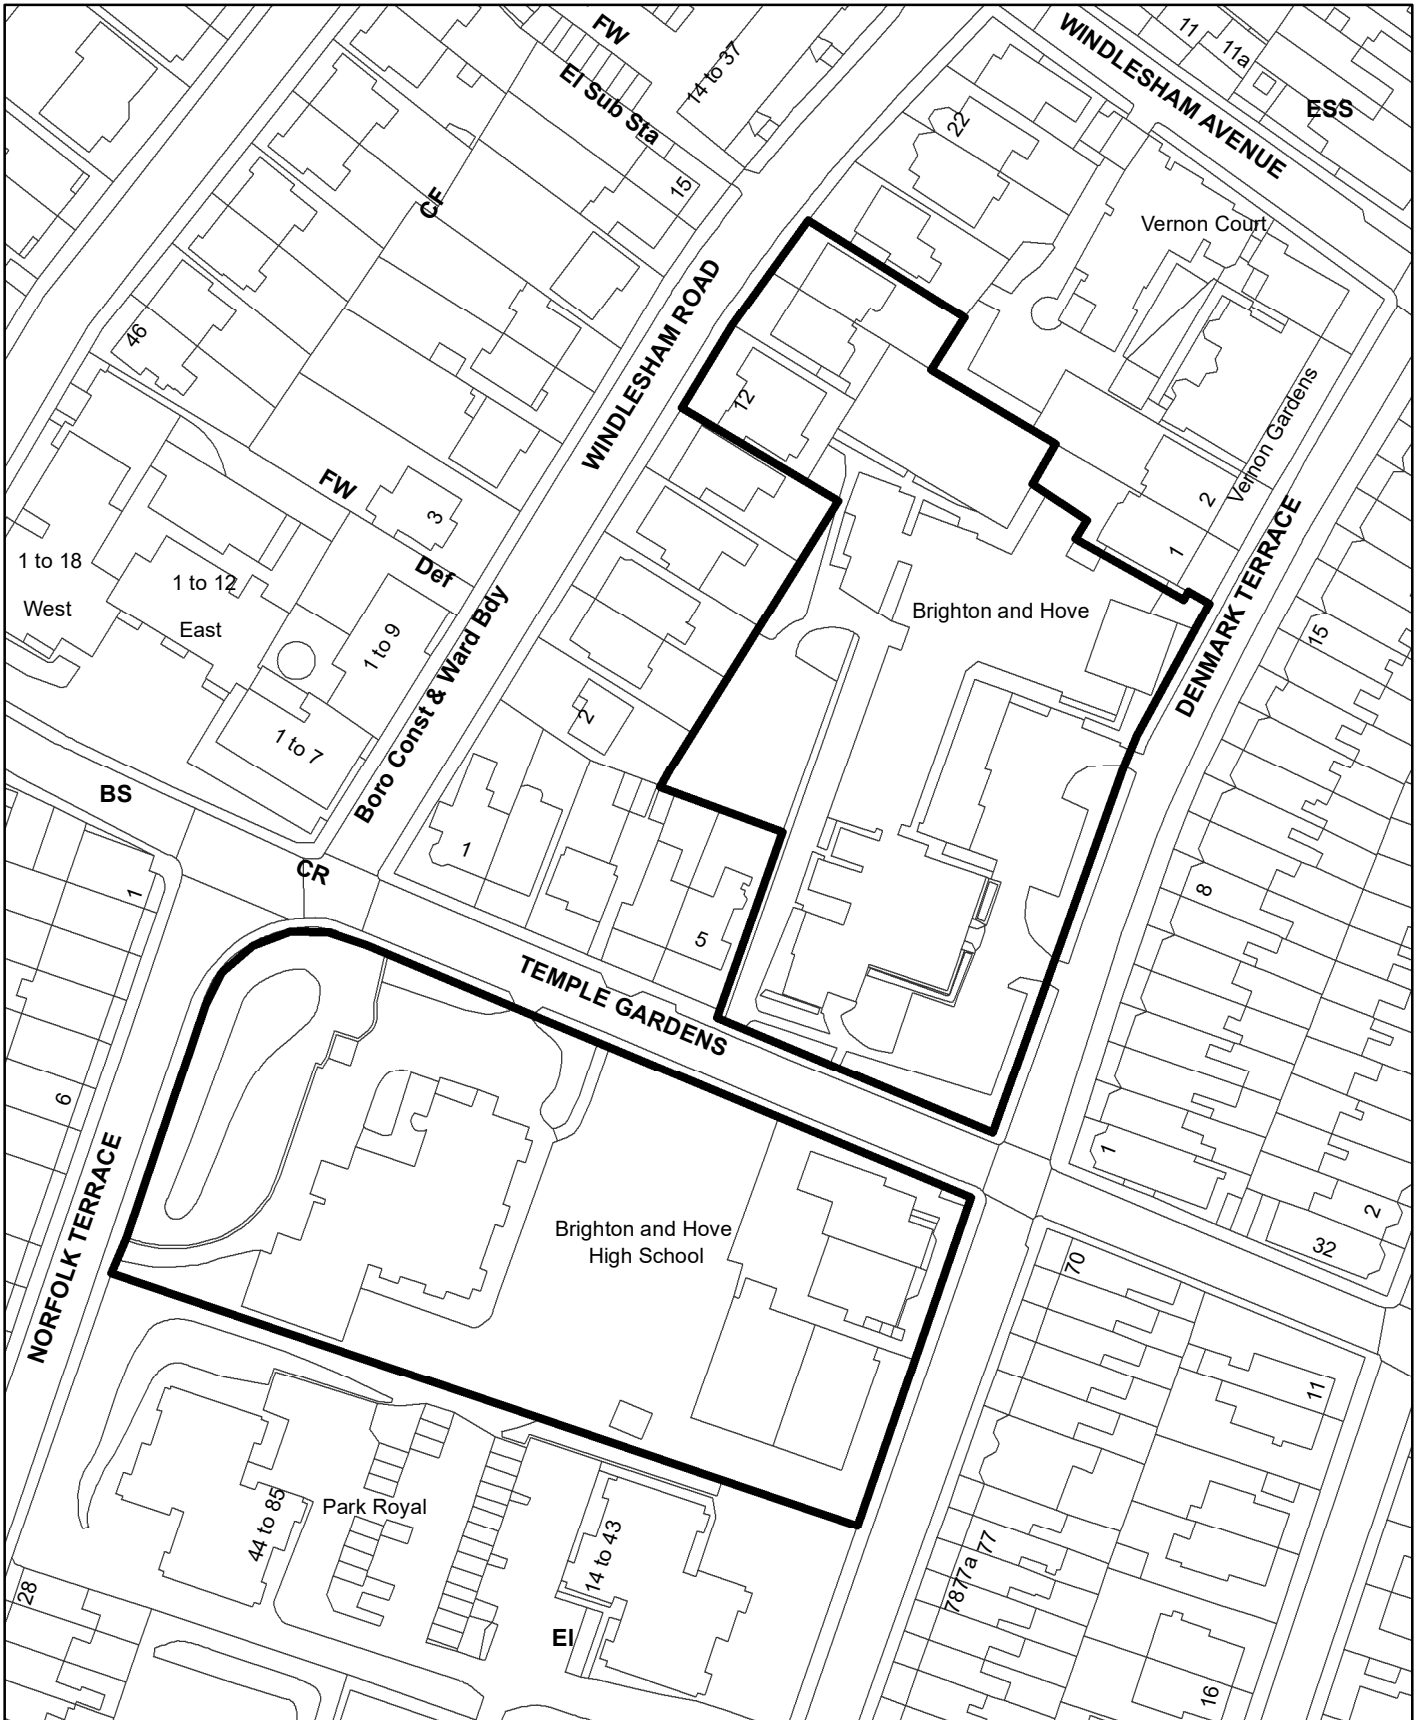 FW
14 to 37
El Sub Sta
15
CF
WINDLESHAM AVENUE
11
11a
ESS
22
Vernon Court
WINDLESHAM ROAD
46
12
Vernon Gardens
2
1
FW
3
Def
1 to 18
West
1 to 12
East
1 to 9
1 to 7
Boro Const & Ward Bdy
2
Brighton and Hove
DENMARK TERRACE
15
BS
CR
1
1
5
8
TEMPLE GARDENS
6
NORFOLK TERRACE
Brighton and Hove
High School
1
2
32
70
11
Park Royal
44 to 85
14 to 43
77
7877a
28
El
16